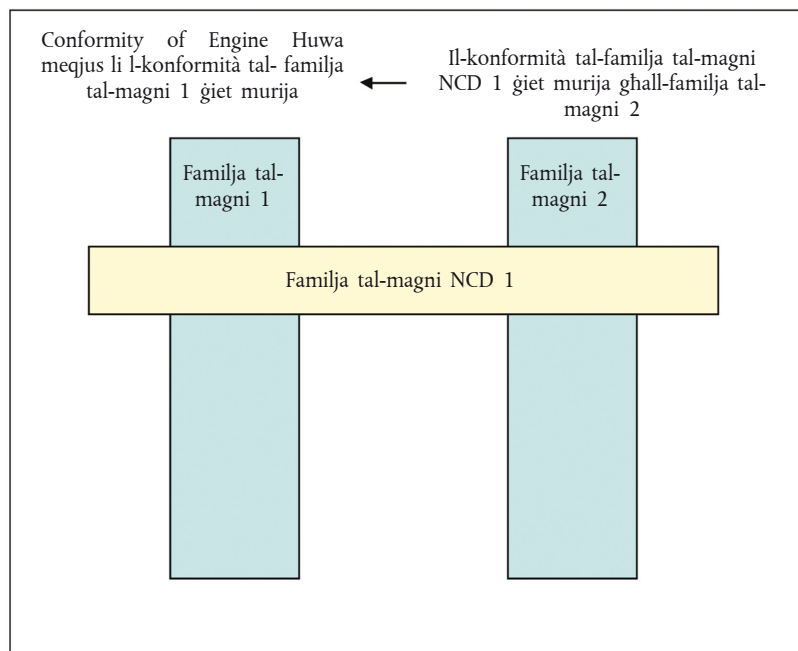 Conformity of Engine Huwa
meqjus li l-konformità tal- familja
tal-magni 1 ġiet murija
Il-konformità tal-familja tal-magni
NCD 1 ġiet murija għall-familja tal-
magni 2
Familja tal-
magni 1
Familja tal-
magni 2
Familja tal-magni NCD 1